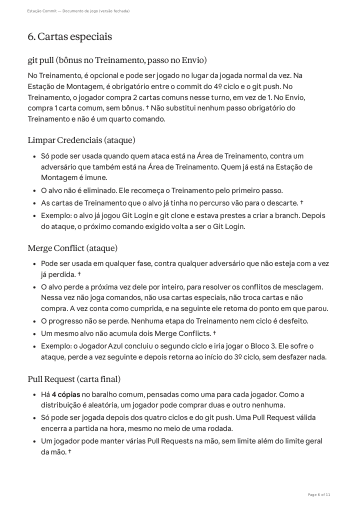 Estação Commit — Documento de jogo (versão fechada)
6. Cartas especiais
git pull (bônus no Treinamento, passo no Envio)
No Treinamento, é opcional e pode ser jogado no lugar da jogada normal da vez. Na
Estação de Montagem, é obrigatório entre o commit do 4º ciclo e o git push. No
Treinamento, o jogador compra 2 cartas comuns nesse turno, em vez de 1. No Envio,
compra 1 carta comum, sem bônus. † Não substitui nenhum passo obrigatório do
Treinamento e não é um quarto comando.
Limpar Credenciais (ataque)
• Só pode ser usada quando quem ataca está na Área de Treinamento, contra um
adversário que também está na Área de Treinamento. Quem já está na Estação de
Montagem é imune.
• O alvo não é eliminado. Ele recomeça o Treinamento pelo primeiro passo.
• As cartas de Treinamento que o alvo já tinha no percurso vão para o descarte. †
• Exemplo: o alvo já jogou Git Login e git clone e estava prestes a criar a branch. Depois
do ataque, o próximo comando exigido volta a ser o Git Login.
Merge Conflict (ataque)
• Pode ser usada em qualquer fase, contra qualquer adversário que não esteja com a vez
já perdida. †
• O alvo perde a próxima vez dele por inteiro, para resolver os conflitos de mesclagem.
Nessa vez não joga comandos, não usa cartas especiais, não troca cartas e não
compra. A vez conta como cumprida, e na seguinte ele retoma do ponto em que parou.
• O progresso não se perde. Nenhuma etapa do Treinamento nem ciclo é desfeito.
• Um mesmo alvo não acumula dois Merge Conflicts. †
• Exemplo: o Jogador Azul concluiu o segundo ciclo e iria jogar o Bloco 3. Ele sofre o
ataque, perde a vez seguinte e depois retorna ao início do 3º ciclo, sem desfazer nada.
Pull Request (carta final)
• Há 4 cópias no baralho comum, pensadas como uma para cada jogador. Como a
distribuição é aleatória, um jogador pode comprar duas e outro nenhuma.
• Só pode ser jogada depois dos quatro ciclos e do git push. Uma Pull Request válida
encerra a partida na hora, mesmo no meio de uma rodada.
• Um jogador pode manter várias Pull Requests na mão, sem limite além do limite geral
da mão. †
Page 6 of 11